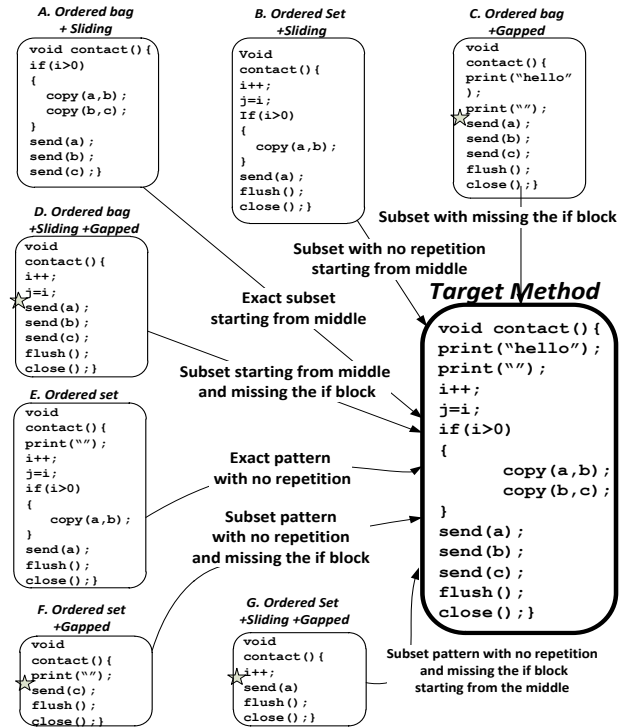 A. Ordered bag
+ Sliding
void contact(){
if(i>0)
{
copy(a,b);
copy(b,c);
}
send(a);
send(b);
send(c);}
B. Ordered Set
+Sliding
Void
contact(){
i++;
j=i;
If(i>0)
{
copy(a,b);
}
send(a);
flush();
close();}
C. Ordered bag
+Gapped
void
contact(){
print("hello"
);
print("");
send(a);
send(b);
send(c);
flush();
close();}
Subset with missing the if block
D. Ordered bag
+Sliding +Gapped
void
contact(){
i++;
j=i;
send(a);
send(b);
send(c);
flush();
close();}
Subset with no repetition
starting from middle
Exact subset
starting from middle
Target Method
void contact(){
print("hello");
print("");
i++;
j=i;
if(i>0)
{
copy(a,b);
copy(b,c);
}
send(a);
send(b);
send(c);
flush();
close();}
Subset starting from middle
and missing the if block
E. Ordered set
void
contact(){
print("");
i++;
j=i;
if(i>0)
{
copy(a,b);
}
send(a);
flush();
close();}
Exact pattern
with no repetition
Subset pattern
with no repetition
and missing the if block
F. Ordered set
+Gapped
void
contact(){
print("");
send(c);
flush();
close();}
G. Ordered Set
+Sliding +Gapped
void
contact(){
i++;
send(a)
flush();
close();}
Subset pattern with no repetition
and missing the if block
starting from the middle